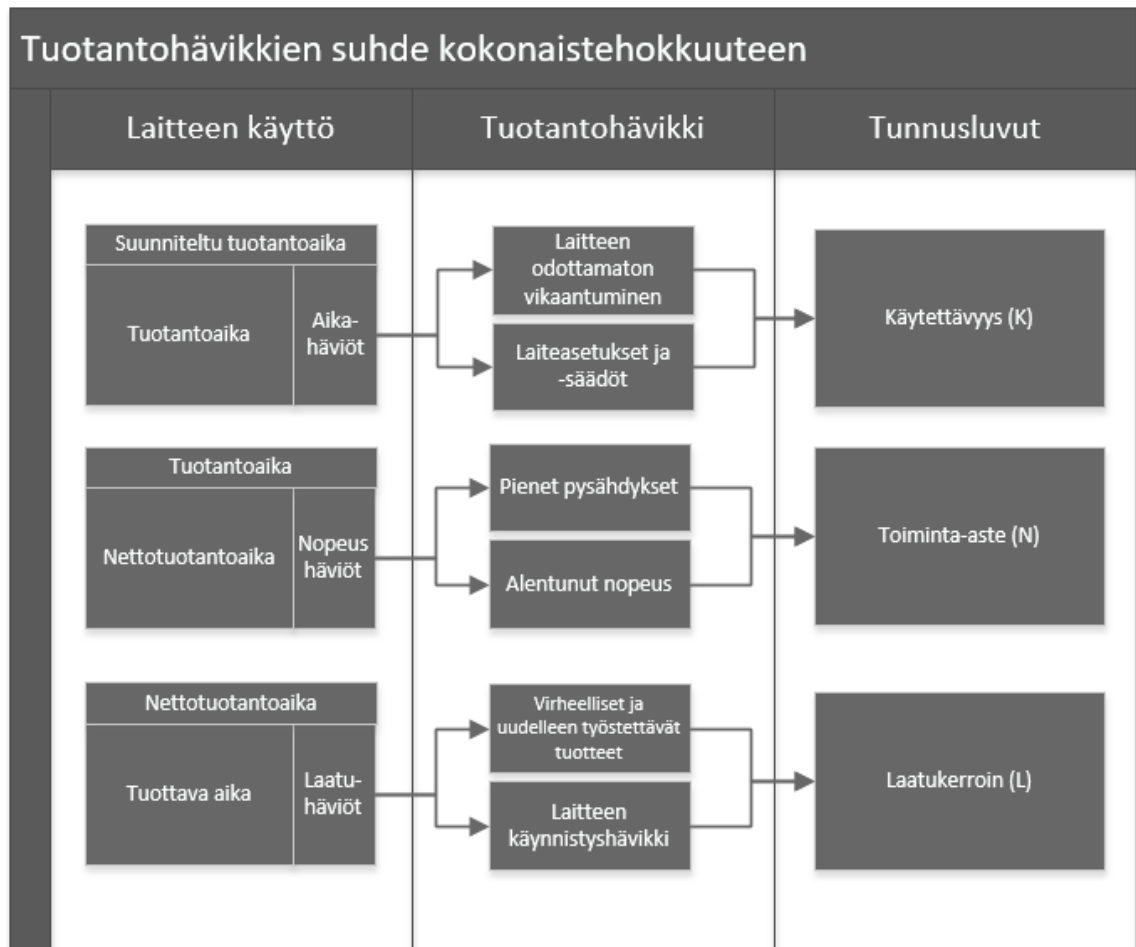 Tuotantohävikkien suhde kokonaistehokkuuteen
Laitteen käyttö
Tuotantohävikki
Tunnusluvut
Suunniteltu tuotantoaika
Tuotantoaika
Aika-
häviöt
Laitteen
odottamaton
vikaantuminen
Laiteasetukset ja
-säädöt
Käytettävyys (K)
Tuotantoaika
Nettotuotantoaika
Nopeus
häviöt
Pienet pysähdykset
Alentunut nopeus
Toiminta-aste (N)
Nettotuotantoaika
Tuottava aika
Laatu-
häviöt
Virheelliset ja
uudelleen työstettävät
tuotteet
Laitteen
käynnistyshävikki
Laatukerroin (L)